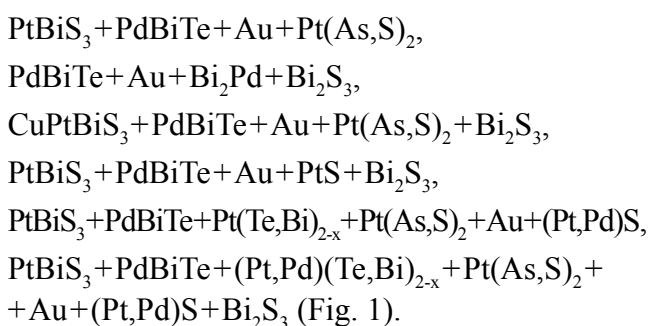 PtBiS₃+PdBiTe+Au+Pt(As,S)₂,
PdBiTe+Au+Bi₂Pd+Bi₂S₃,
CuPtBiS₃+PdBiTe+Au+Pt(As,S)₂+Bi₂S₃,
PtBiS₃+PdBiTe+Au+PtS+Bi₂S₃,
PtBiS₃+PdBiTe+Pt(Te,Bi)₂₋ₓ+Pt(As,S)₂+Au+(Pt,Pd)S,
PtBiS₃+PdBiTe+(Pt,Pd)(Te,Bi)₂₋ₓ+Pt(As,S)₂+
+Au+(Pt,Pd)S+Bi₂S₃ (Fig. 1).